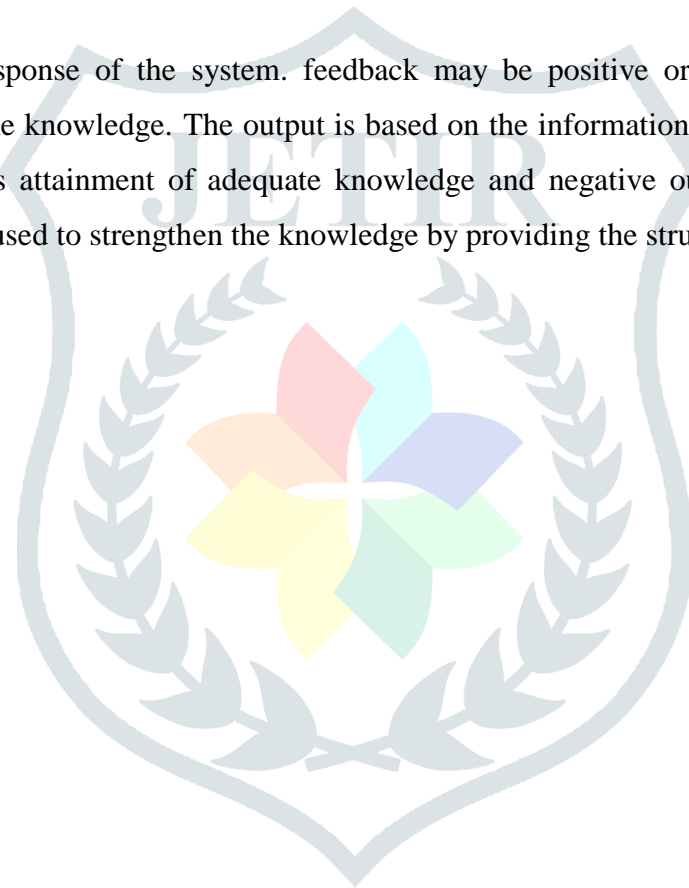 sponse of the system. feedback may be positive or
e knowledge. The output is based on the information
s attainment of adequate knowledge and negative ou
used to strengthen the knowledge by providing the stru
JETIR